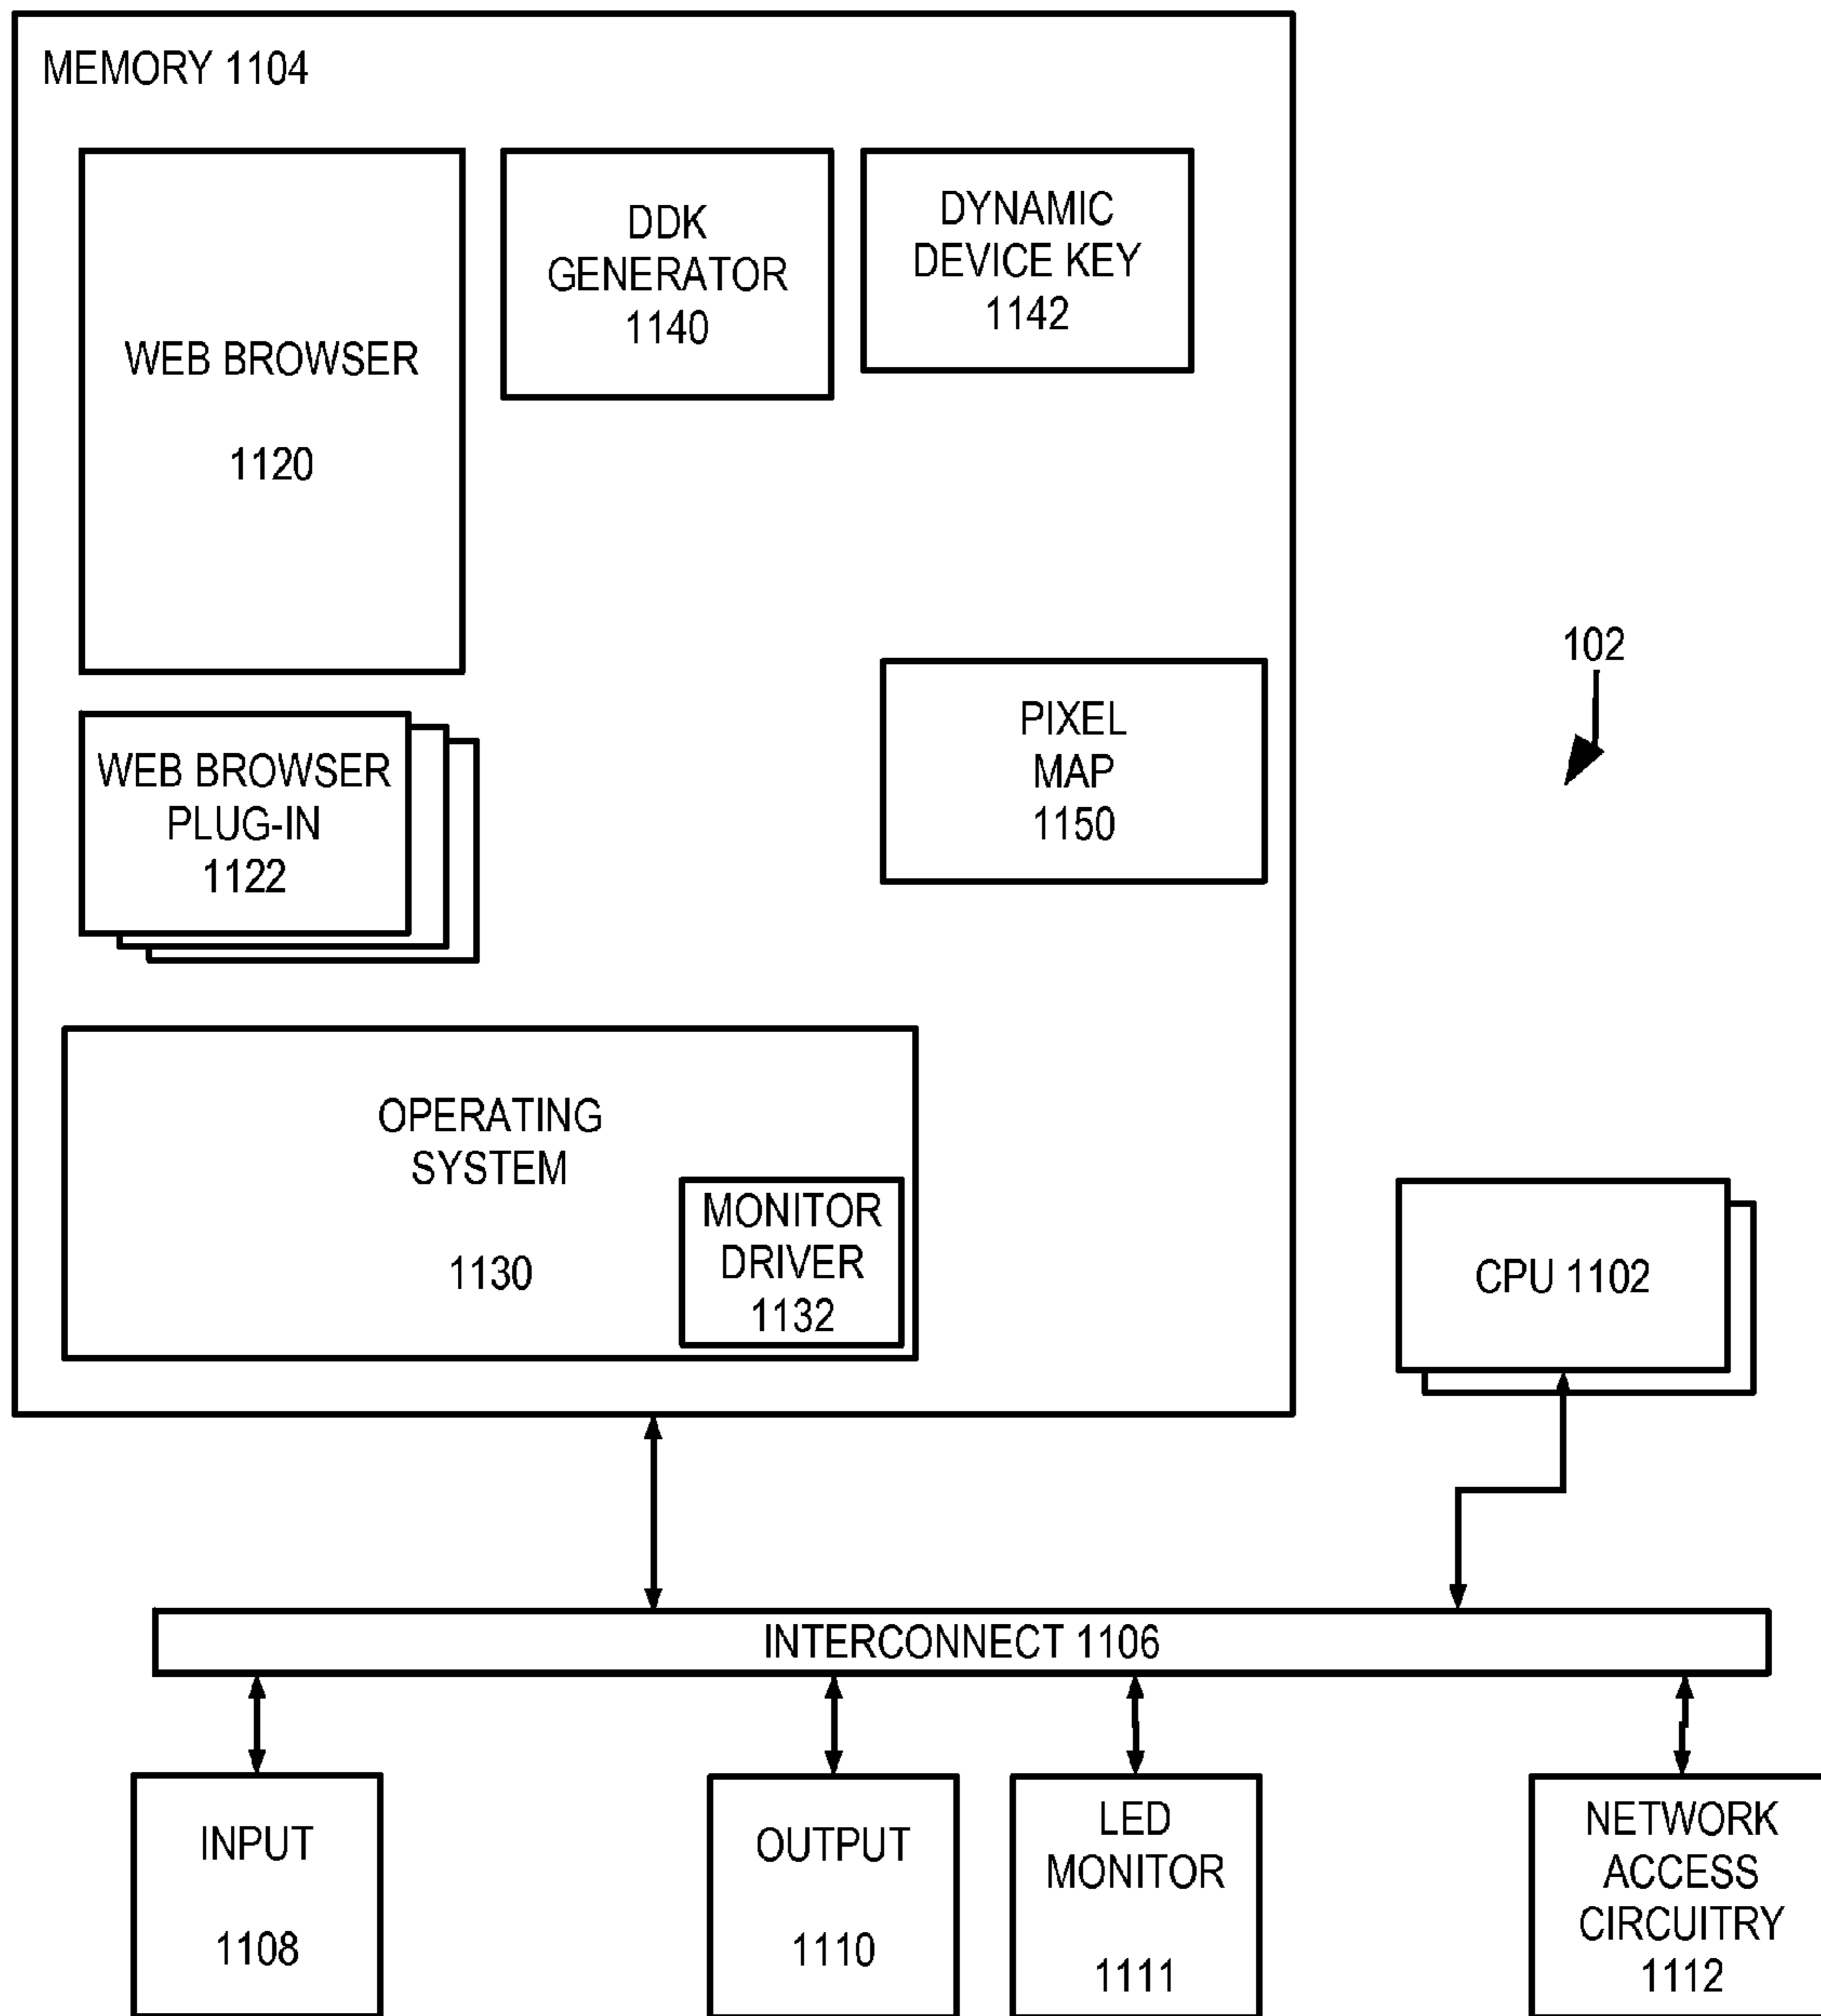 MEMORY 1104
WEB BROWSER
1120
DDK
GENERATOR
1140
DYNAMIC
DEVICE KEY
1142
102
PIXEL
MAP
1150
WEB BROWSER
PLUG-IN
1122
OPERATING
SYSTEM
1130
MONITOR
DRIVER
1132
CPU 1102
INTERCONNECT 1106
INPUT
1108
OUTPUT
1110
LED
MONITOR
1111
NETWORK
ACCESS
CIRCUITRY
1112